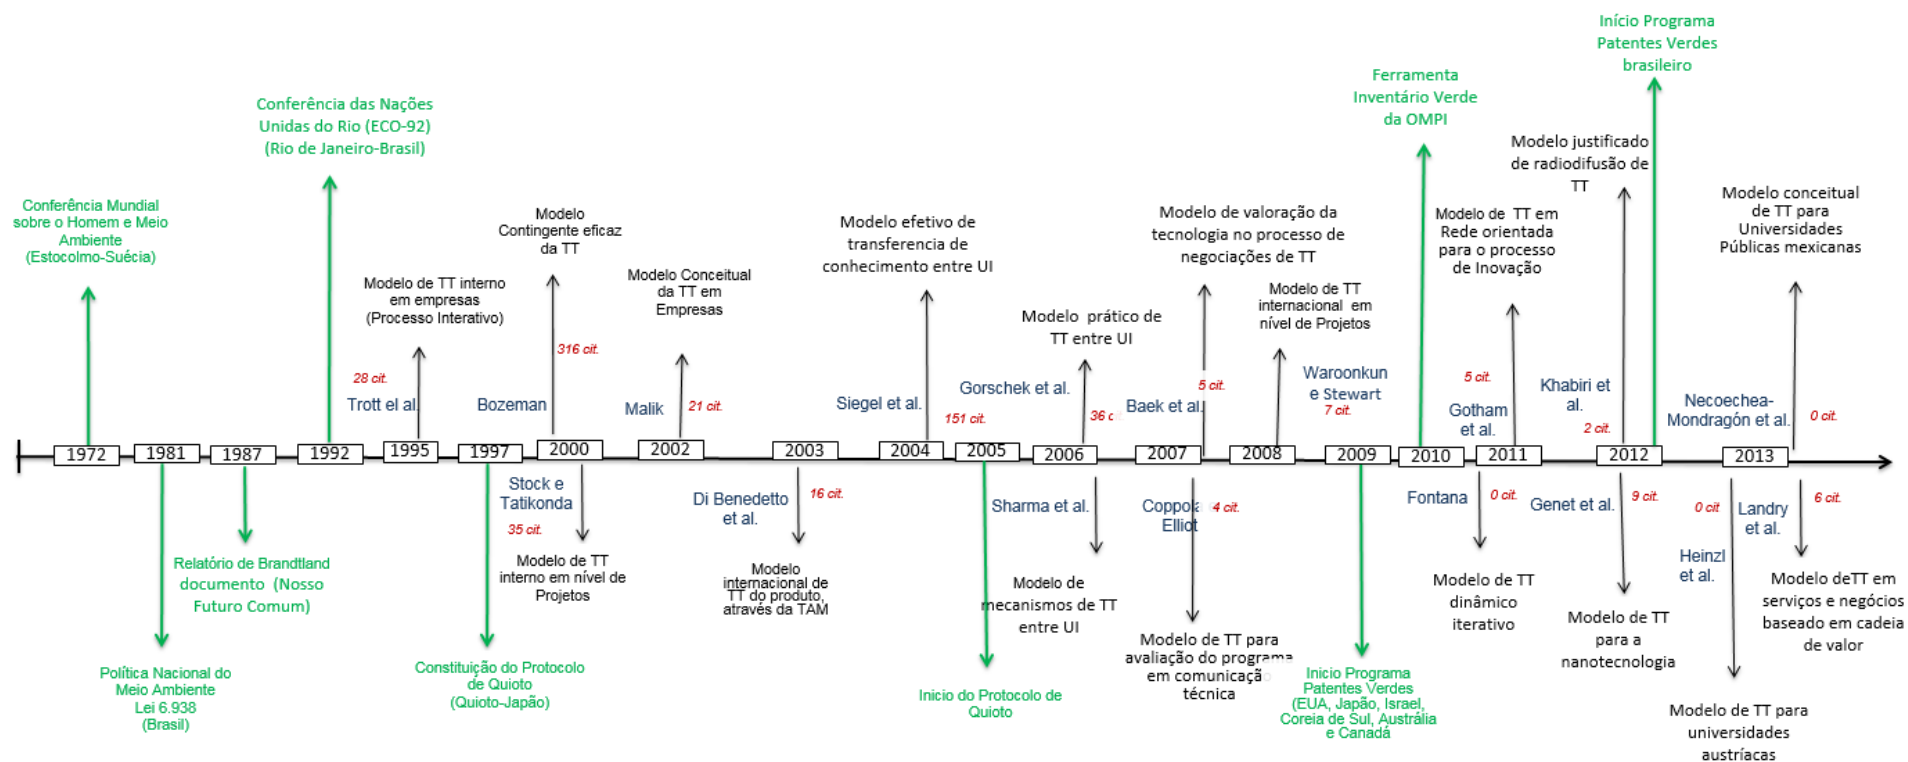 Início Programa
Patentes Verdes
brasileiro
Ferramenta
Inventário Verde
da OMPI
Conferência das Nações
Unidas do Rio (ECO-92)
(Rio de Janeiro-Brasil)
Conferência Mundial
sobre o Homem e Meio
Ambiente
(Estocolmo-Suécia)
Modelo de TT interno
em empresas
(Processo Interativo)
Modelo
Contingente eficaz
da TT
Modelo Conceitual
da TT em
Empresas
Modelo efetivo de
transferencia de
conhecimento entre UI
Modelo prático de
TT entre UI
Modelo de valoração da
tecnologia no processo de
negociações de TT
Modelo de TT
internacional em
nível de Projetos
Modelo de TT em
Rede orientada
para o processo
de Inovação
Modelo justificado
de radiodifusão de
TT
Modelo conceitual
de TT para
Universidades
Públicas mexicanas
28 cit.
Trott el al.
316 cit.
Bozeman
Malik
21 cit.
Siegel et al.
151 cit.
Gorschek et al.
36 c
Baek et al.
5 cit.
Waroonkun
e Stewart
7 cit.
5 cit.
Gotham
et al.
Khabiri et
al.
2 cit.
Necoechea-
Mondragón et al.
0 cit.
1972
1981
1987
1992
1995
1997
2000
2002
2003
2004
2005
2006
2007
2008
2009
2010
2011
2012
2013
Stock e
Tatikonda
35 cit.
Di Benedetto
et al.
16 cit.
Sharma et al.
Coppol
Elliot
4 cit.
Fontana
0 cit.
Genet et al.
9 cit.
0 cit
Heinzl
et al.
Landry
et al.
6 cit.
Relatório de Brandtland
documento (Nosso
Futuro Comum)
Política Nacional do
Meio Ambiente
Lei 6.938
(Brasil)
Constituição do Protocolo
de Quioto
(Quioto-Japão)
Modelo de TT
interno em nível de
Projetos
Modelo
internacional de
TT do produto,
através da TAM
Inicio do Protocolo de
Quioto
Modelo de
mecanismos de TT
entre UI
Modelo de TT para
avaliação do programa
em comunicação
técnica
Inicio Programa
Patentes Verdes
(EUA, Japão, Israel,
Coreia de Sul, Austrália
e Canadá
Modelo de TT
dinâmico
iterativo
Modelo de TT
para a
nanotecnologia
Modelo de TT para
universidades
austríacas
Modelo deTT em
serviços e negócios
baseado em cadeia
de valor